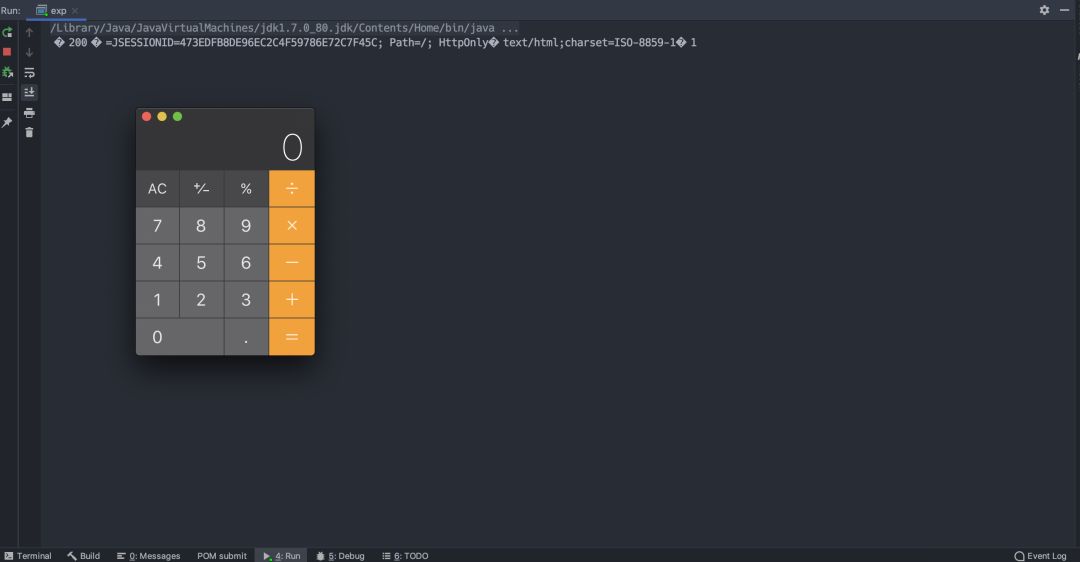 Run: exp
/Library/Java/JavaVirtualMachines/jdk1.7.0_80.jdk/Contents/Home/bin/java ...
� 200 � =JSESSIONID=473EDFB8DE96EC2C4F59786E72C7F45C; Path=/; HttpOnly� text/html;charset=ISO-8859-1� 1
0
AC +/− % ÷
7 8 9 ×
4 5 6 −
1 2 3 +
0 . =
Terminal Build 0: Messages POM submit 4: Run 5: Debug 6: TODO Event Log